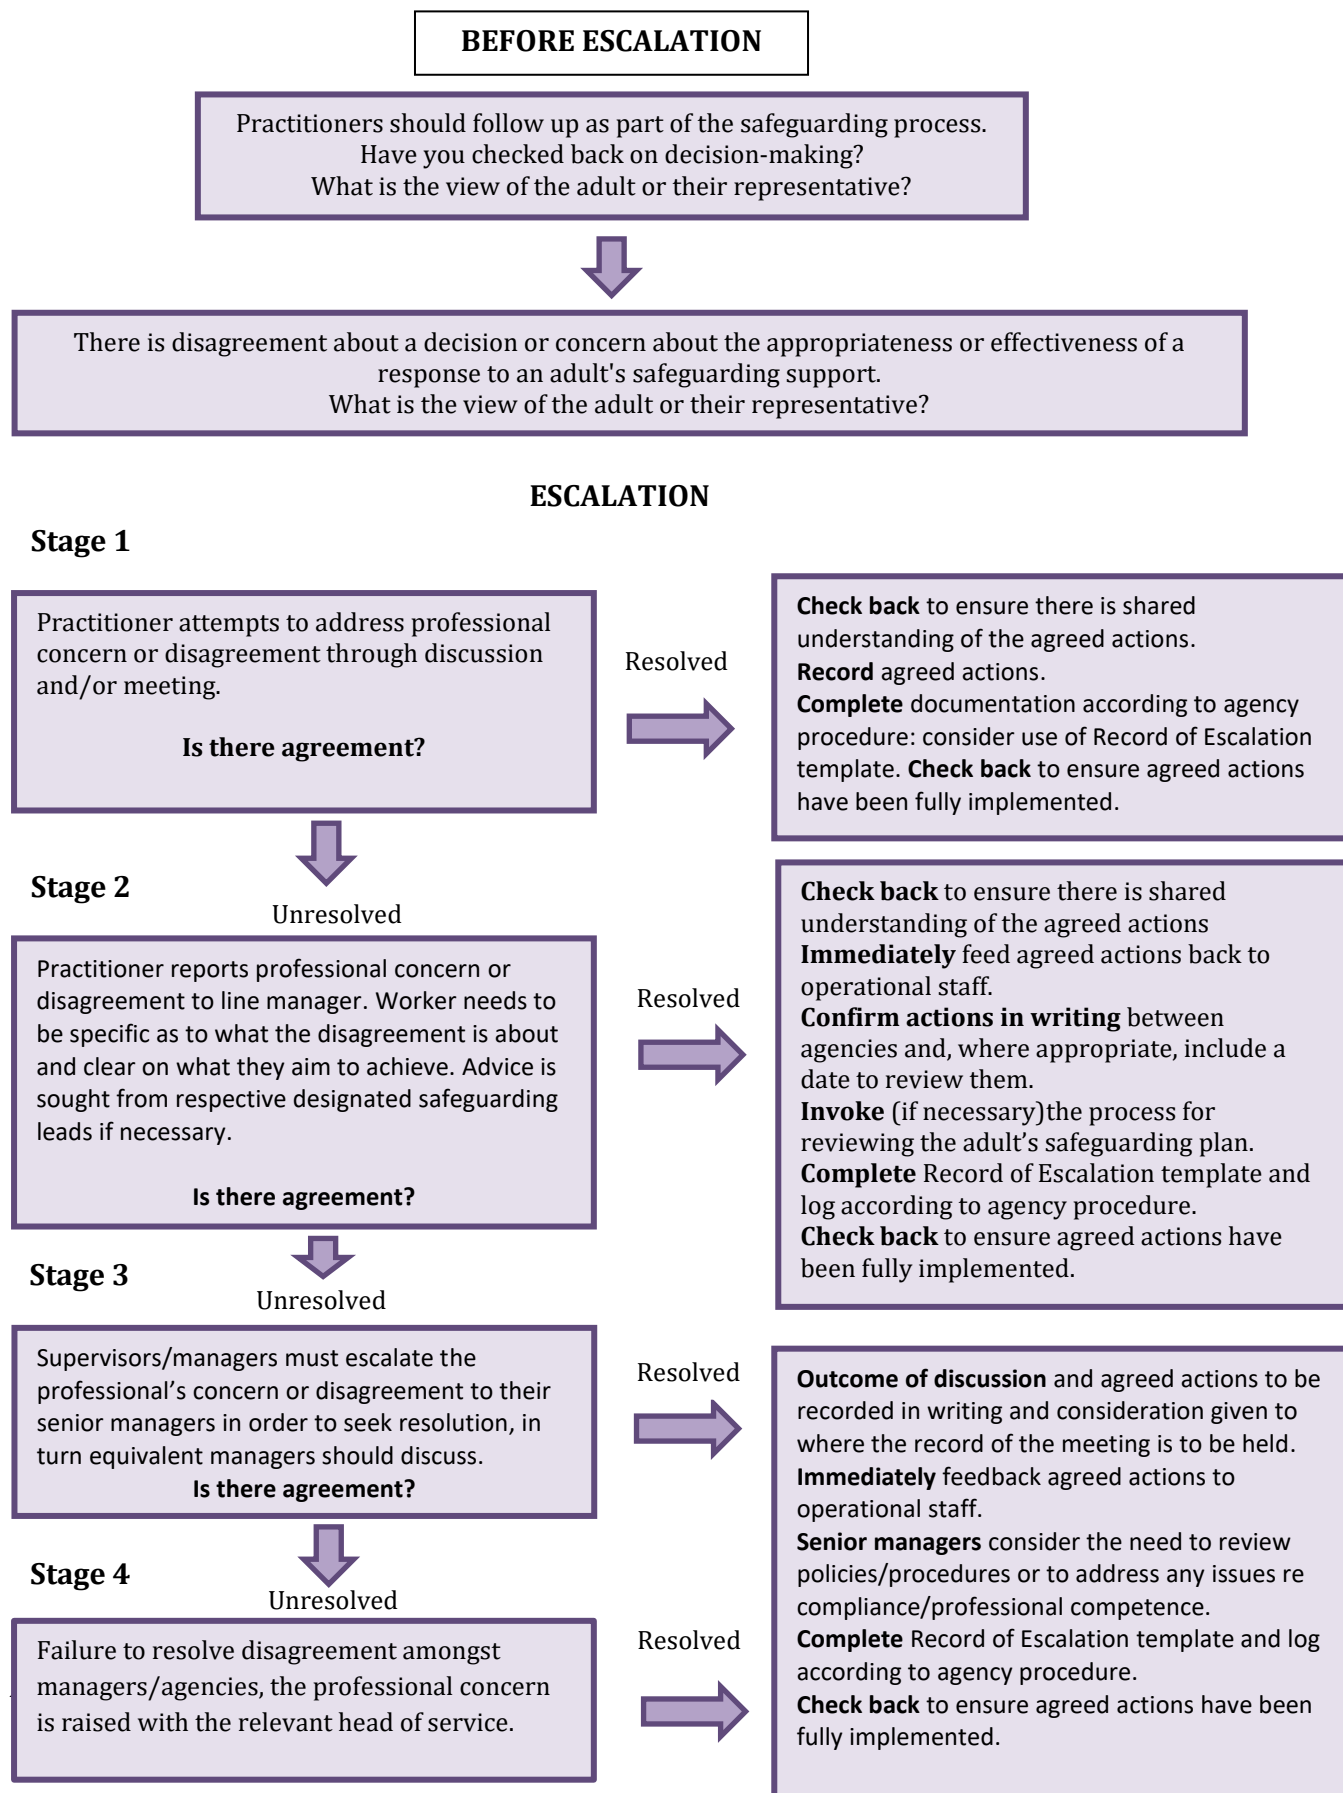 BEFORE ESCALATION
Practitioners should follow up as part of the safeguarding process.
Have you checked back on decision-making?
What is the view of the adult or their representative?
There is disagreement about a decision or concern about the appropriateness or effectiveness of a
response to an adult's safeguarding support.
What is the view of the adult or their representative?
ESCALATION
Stage 1
Practitioner attempts to address professional
concern or disagreement through discussion
and/or meeting.
Is there agreement?
Resolved
Check back to ensure there is shared
understanding of the agreed actions.
Record agreed actions.
Complete documentation according to agency
procedure: consider use of Record of Escalation
template. Check back to ensure agreed actions
have been fully implemented.
Stage 2
Unresolved
Practitioner reports professional concern or
disagreement to line manager. Worker needs to
be specific as to what the disagreement is about
and clear on what they aim to achieve. Advice is
sought from respective designated safeguarding
leads if necessary.
Is there agreement?
Resolved
Check back to ensure there is shared
understanding of the agreed actions
Immediately feed agreed actions back to
operational staff.
Confirm actions in writing between
agencies and, where appropriate, include a
date to review them.
Invoke (if necessary)the process for
reviewing the adult’s safeguarding plan.
Complete Record of Escalation template and
log according to agency procedure.
Check back to ensure agreed actions have
been fully implemented.
Stage 3
Unresolved
Supervisors/managers must escalate the
professional’s concern or disagreement to their
senior managers in order to seek resolution, in
turn equivalent managers should discuss.
Is there agreement?
Resolved
Outcome of discussion and agreed actions to be
recorded in writing and consideration given to
where the record of the meeting is to be held.
Immediately feedback agreed actions to
operational staff.
Senior managers consider the need to review
policies/procedures or to address any issues re
compliance/professional competence.
Complete Record of Escalation template and log
according to agency procedure.
Check back to ensure agreed actions have been
fully implemented.
Stage 4
Unresolved
Failure to resolve disagreement amongst
managers/agencies, the professional concern
is raised with the relevant head of service.
Resolved